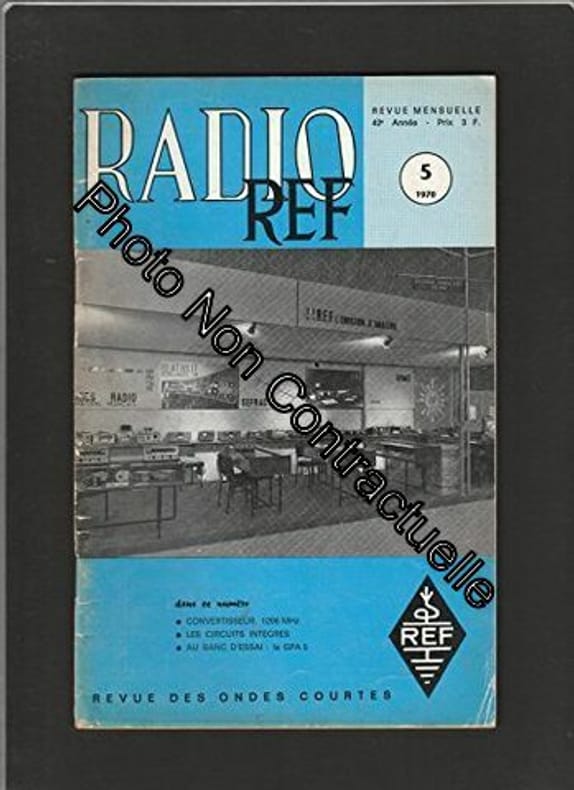 RADIO
REF
REVUE MENSUELLE
42e Année - Prix 3 F.
5
1970
Photo Non Contractuelle
REF L'EMISSION D'AMATEUR
RADIO
dans ce numéro
● CONVERTISSEUR 1296 MHz
● LES CIRCUITS INTEGRES
● AU BANC D'ESSAI : le GPA 5
REF
REVUE DES ONDES COURTES